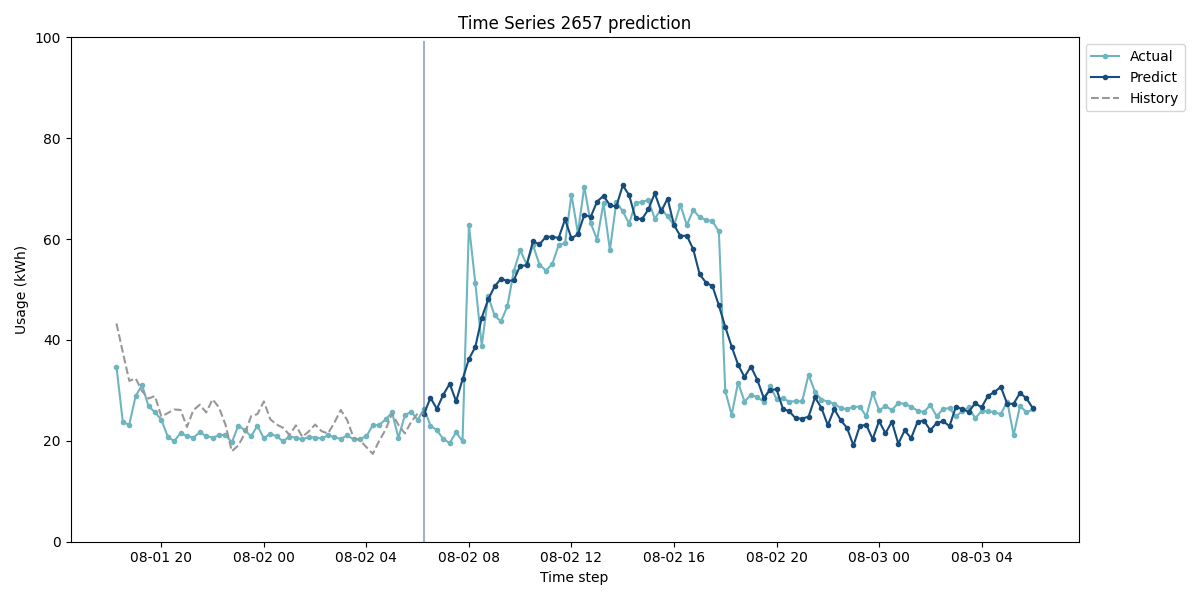 Time Series 2657 prediction
Usage (kWh)
100
80
60
40
20
0
08-01 20
08-02 00
08-02 04
08-02 08
08-02 12
08-02 16
08-02 20
08-03 00
08-03 04
Time step
Actual
Predict
History